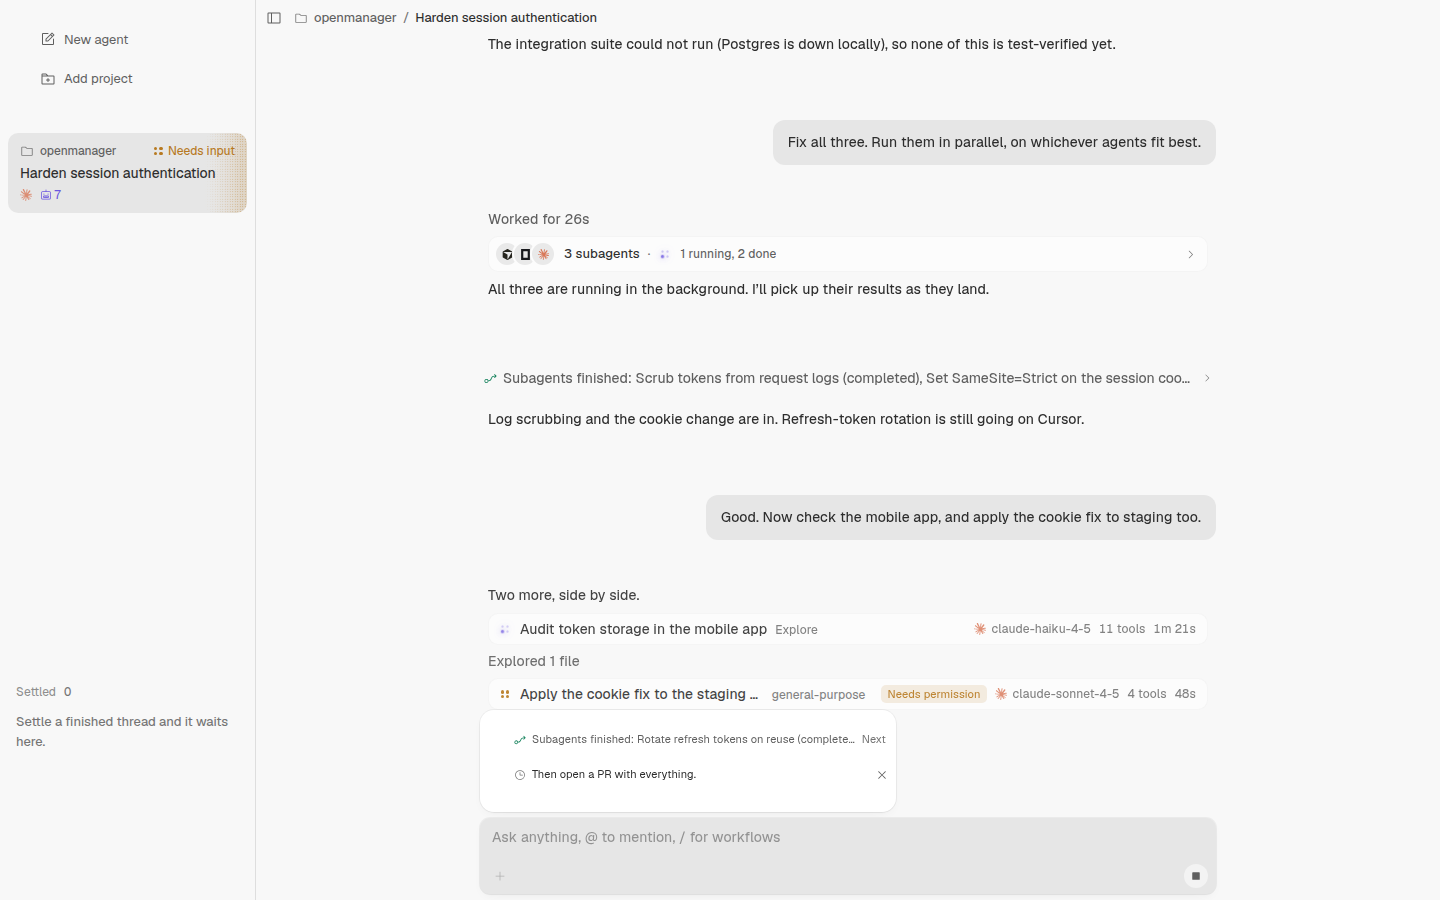 New agent
Add project
openmanager
Needs input
Harden session authentication
7
Settled 0
Settle a finished thread and it waits
here.
openmanager / Harden session authentication
The integration suite could not run (Postgres is down locally), so none of this is test-verified yet.
Fix all three. Run them in parallel, on whichever agents fit best.
Worked for 26s
3 subagents · 1 running, 2 done
All three are running in the background. I’ll pick up their results as they land.
Subagents finished: Scrub tokens from request logs (completed), Set SameSite=Strict on the session coo...
Log scrubbing and the cookie change are in. Refresh-token rotation is still going on Cursor.
Good. Now check the mobile app, and apply the cookie fix to staging too.
Two more, side by side.
Audit token storage in the mobile app Explore claude-haiku-4-5 11 tools 1m 21s
Explored 1 file
Apply the cookie fix to the staging ... general-purpose Needs permission claude-sonnet-4-5 4 tools 48s
Subagents finished: Rotate refresh tokens on reuse (complete... Next
Then open a PR with everything.
Ask anything, @ to mention, / for workflows